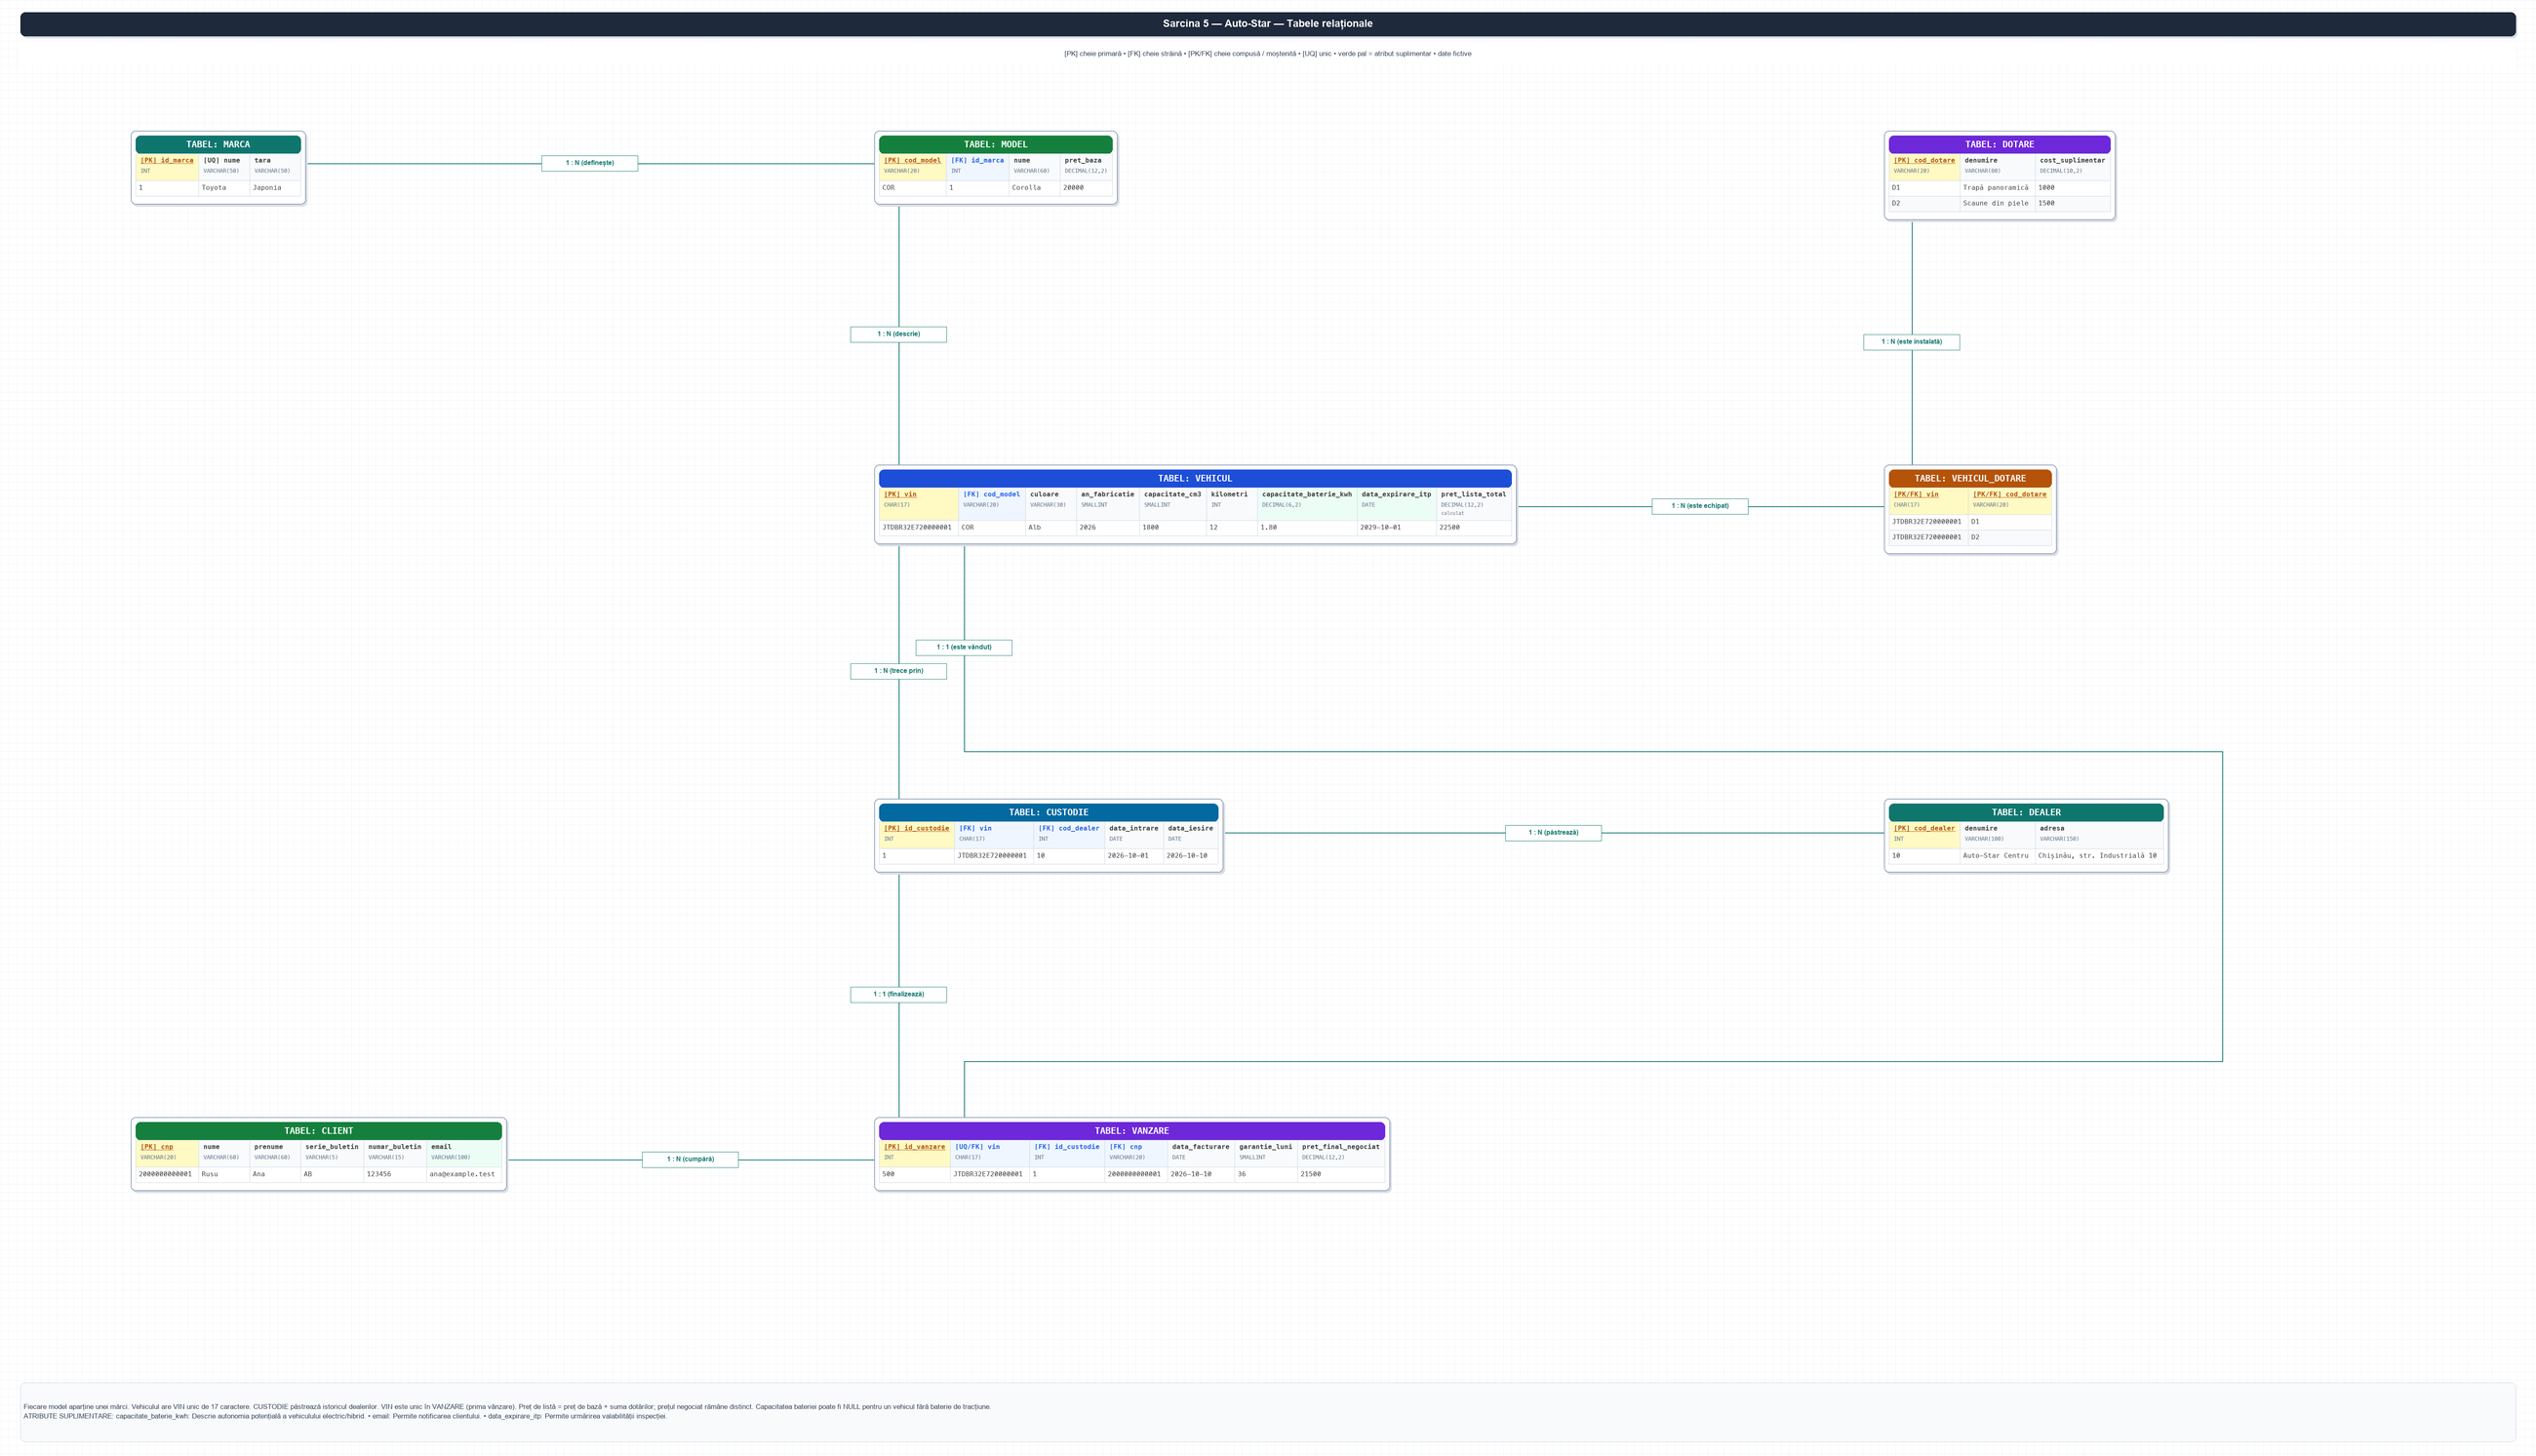 Sarcina 5 — Auto-Star — Tabele relaționale
[PK] cheie primară • [FK] cheie străină • [PK/FK] cheie compusă / moștenită • [UQ] unic • verde pal = atribut suplimentar • date fictive
TABEL: MARCA
[PK] id_marca [UQ] nume tara
INT VARCHAR(50) VARCHAR(50)
1 Toyota Japonia
1 : N (definește)
TABEL: MODEL
[PK] cod_model [FK] id_marca nume pret_baza
VARCHAR(20) INT VARCHAR(60) DECIMAL(12,2)
COR 1 Corolla 20000
TABEL: DOTARE
[PK] cod_dotare denumire cost_suplimentar
VARCHAR(20) VARCHAR(80) DECIMAL(10,2)
D1 Trapă panoramică 1000
D2 Scaune din piele 1500
1 : N (descrie)
1 : N (este instalată)
TABEL: VEHICUL
[PK] vin [FK] cod_model culoare an_fabricatie capacitate_cm3 kilometri capacitate_baterie_kwh data_expirare_itp pret_lista_total
CHAR(17) VARCHAR(20) VARCHAR(30) SMALLINT SMALLINT INT DECIMAL(6,2) DATE DECIMAL(12,2)
calculat
JTDBR32E720000001 COR Alb 2026 1800 12 1.80 2029-10-01 22500
1 : N (este echipat)
TABEL: VEHICUL_DOTARE
[PK/FK] vin [PK/FK] cod_dotare
CHAR(17) VARCHAR(20)
JTDBR32E720000001 D1
JTDBR32E720000001 D2
1 : 1 (este vândut)
1 : N (trece prin)
TABEL: CUSTODIE
[PK] id_custodie [FK] vin [FK] cod_dealer data_intrare data_iesire
INT CHAR(17) INT DATE DATE
1 JTDBR32E720000001 10 2026-10-01 2026-10-10
1 : N (păstrează)
TABEL: DEALER
[PK] cod_dealer denumire adresa
INT VARCHAR(100) VARCHAR(150)
10 Auto-Star Centru Chișinău, str. Industrială 10
1 : 1 (finalizează)
TABEL: CLIENT
[PK] cnp nume prenume serie_buletin numar_buletin email
VARCHAR(20) VARCHAR(60) VARCHAR(60) VARCHAR(5) VARCHAR(15) VARCHAR(100)
2000000000001 Rusu Ana AB 123456 ana@example.test
1 : N (cumpără)
TABEL: VANZARE
[PK] id_vanzare [UQ/FK] vin [FK] id_custodie [FK] cnp data_facturare garantie_luni pret_final_negociat
INT CHAR(17) INT VARCHAR(20) DATE SMALLINT DECIMAL(12,2)
500 JTDBR32E720000001 1 2000000000001 2026-10-10 36 21500
Fiecare model aparține unei mărci. Vehiculul are VIN unic de 17 caractere. CUSTODIE păstrează istoricul dealerilor. VIN este unic în VANZARE (prima vânzare). Preț de listă = preț de bază + suma dotărilor; prețul negociat rămâne distinct. Capacitatea bateriei poate fi NULL pentru un vehicul fără baterie de tracțiune.
ATRIBUTE SUPLIMENTARE: capacitate_baterie_kwh: Descrie autonomia potențială a vehiculului electric/hibrid. • email: Permite notificarea clientului. • data_expirare_itp: Permite urmărirea valabilității inspecției.